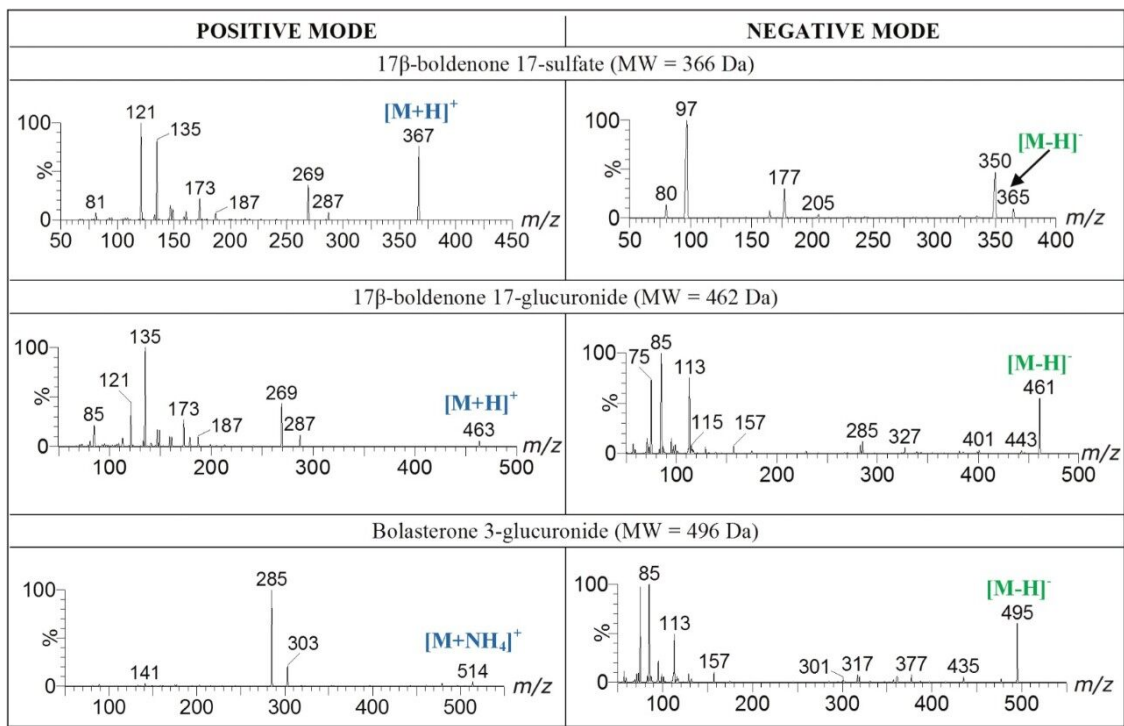 POSITIVE MODE
NEGATIVE MODE
17β-boldenone 17-sulfate (MW = 366 Da)
100
%
0
50 100 150 200 250 300 350 400 450
m/z
81
121
135
173
187
269
287
[M+H]+
367
100
%
0
50 100 150 200 250 300 350 400
m/z
80
97
177
205
350
[M-H]-
365
17β-boldenone 17-glucuronide (MW = 462 Da)
100
%
0
100 200 300 400 500
m/z
85
121
135
173
187
269
287
[M+H]+
463
100
%
0
100 200 300 400 500
m/z
75
85
113
115
157
285
327
401
443
[M-H]-
461
Bolasterone 3-glucuronide (MW = 496 Da)
100
%
0
100 200 300 400 500
m/z
141
285
303
[M+NH4]+
514
100
%
0
100 150 200 250 300 350 400 450 500
m/z
85
113
157
301
317
377
435
[M-H]-
495